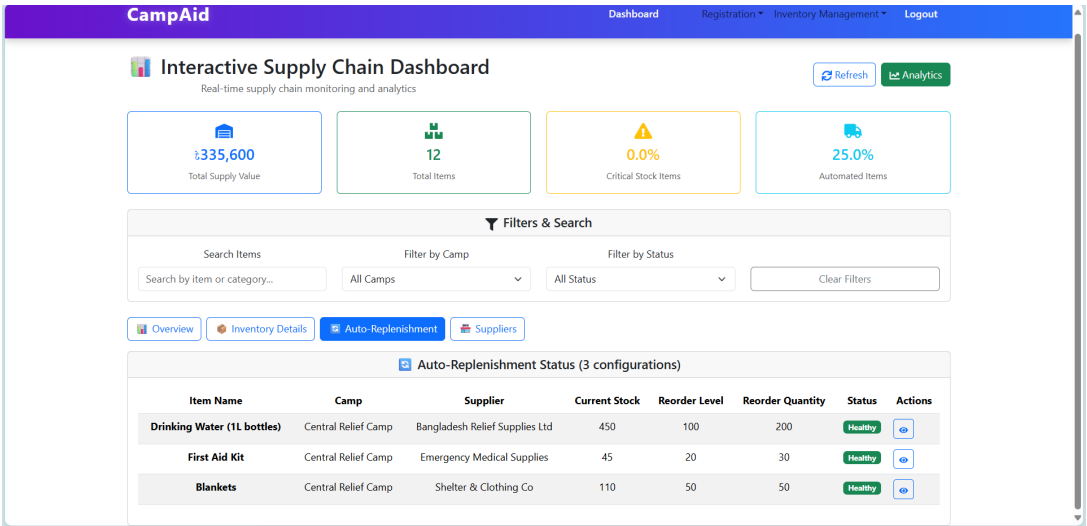 CampAid
Dashboard Registration Inventory Management Logout
Interactive Supply Chain Dashboard
Real-time supply chain monitoring and analytics
Refresh Analytics
৳335,600 12 0.0% 25.0%
Total Supply Value Total Items Critical Stock Items Automated Items
Filters & Search
Search Items Filter by Camp Filter by Status
Search by item or category... All Camps All Status Clear Filters
Overview Inventory Details Auto-Replenishment Suppliers
Auto-Replenishment Status (3 configurations)
Item Name Camp Supplier Current Stock Reorder Level Reorder Quantity Status Actions
Drinking Water (1L bottles) Central Relief Camp Bangladesh Relief Supplies Ltd 450 100 200 Healthy
First Aid Kit Central Relief Camp Emergency Medical Supplies 45 20 30 Healthy
Blankets Central Relief Camp Shelter & Clothing Co 110 50 50 Healthy